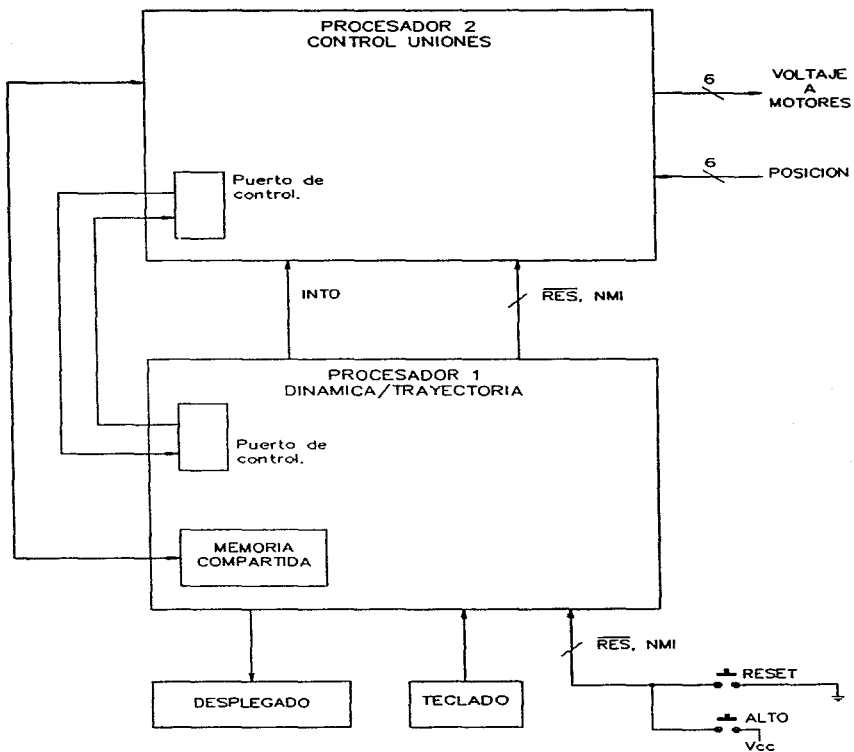 PROCESADOR 2
CONTROL UNIONES
6
VOLTAJE
A
MOTORES
6
POSICION
Puerto de
control.
INTO
RES, NMI
PROCESADOR 1
DINAMICA/TRAYECTORIA
Puerto de
control.
MEMORIA
COMPARTIDA
RES, NMI
DESPLEGADO
TECLADO
RESET
ALTO
Vcc